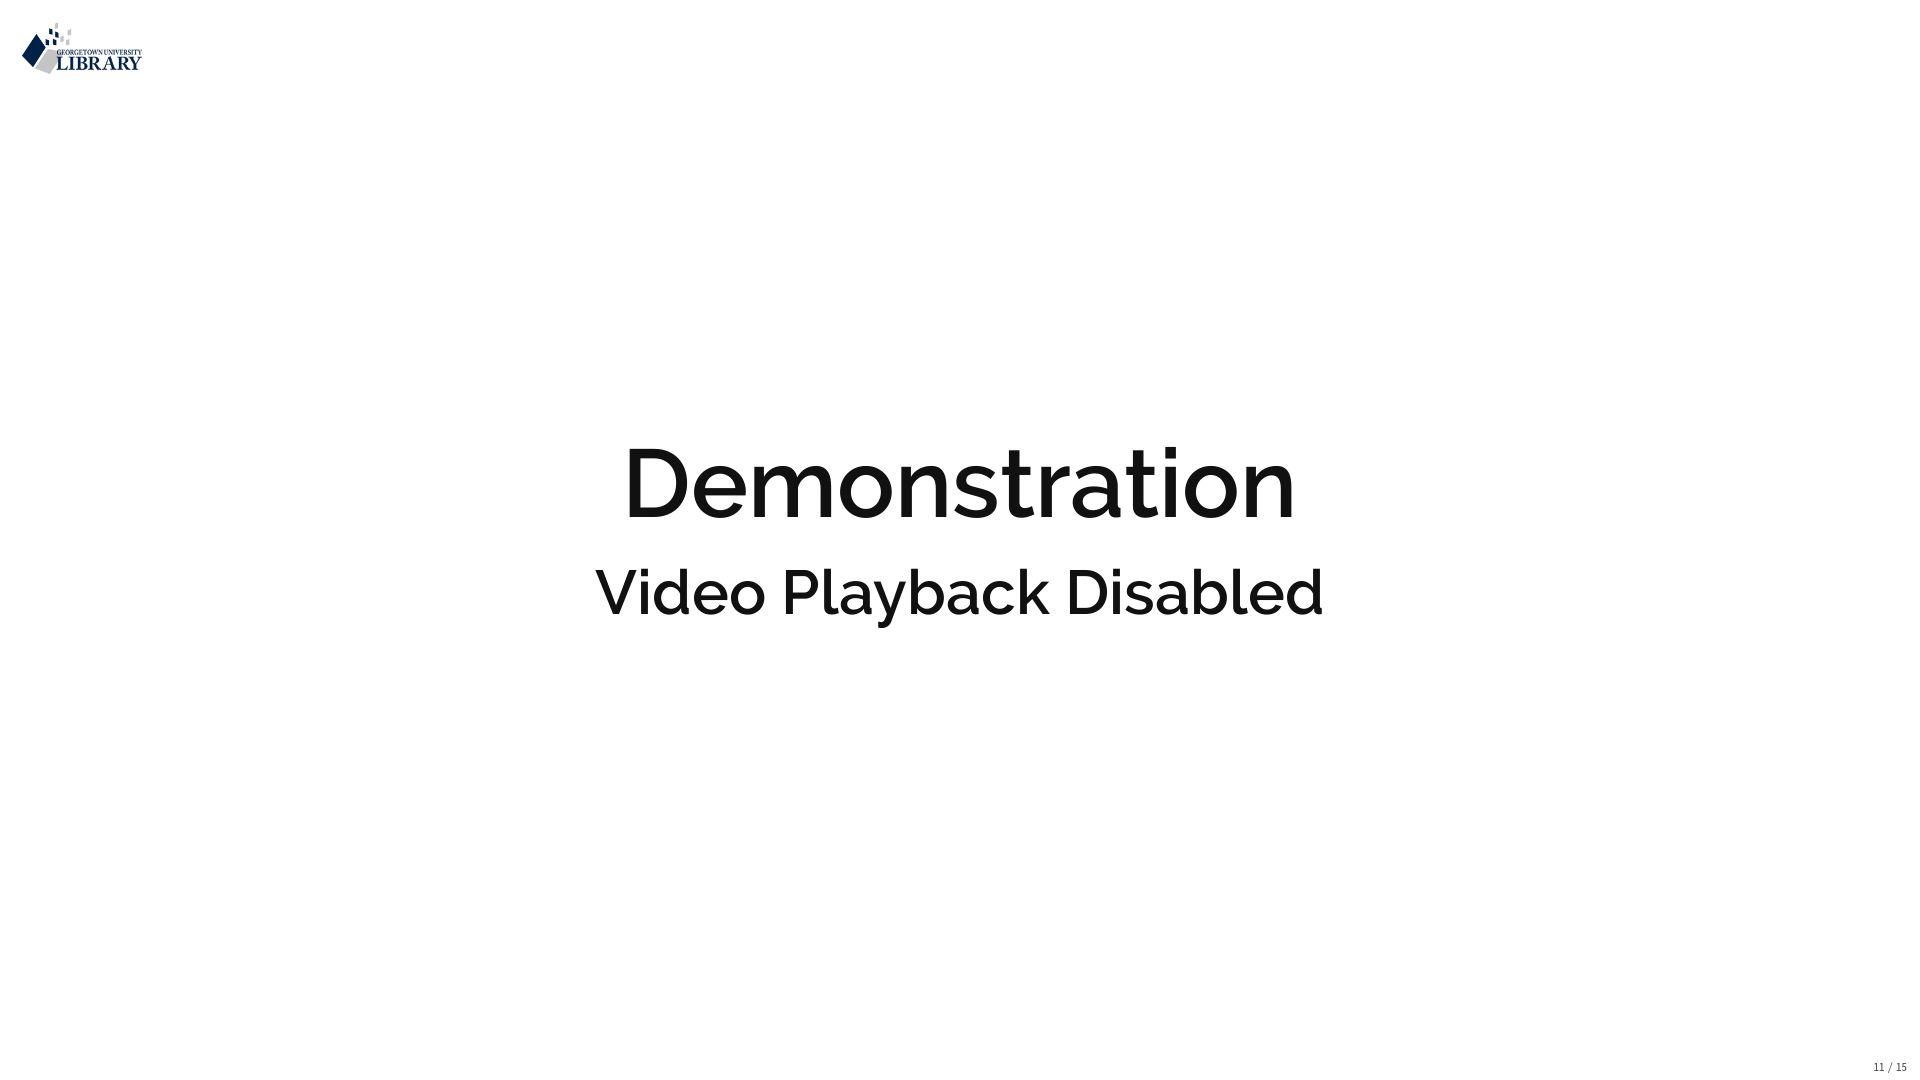 GEORGETOWN UNIVERSITY
LIBRARY
Demonstration
Video Playback Disabled
11 / 15